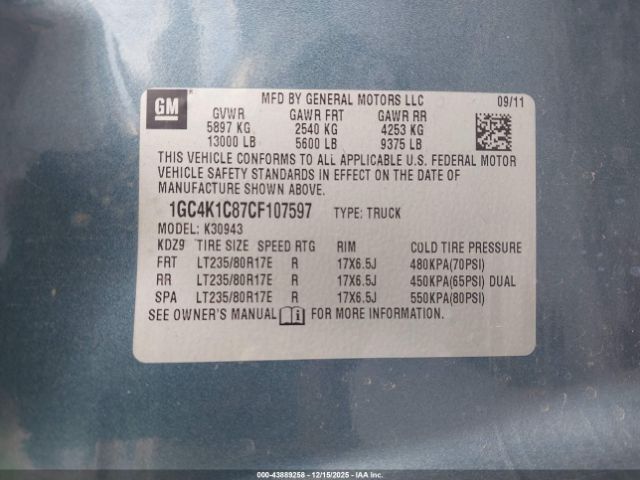 GM ®
MFD BY GENERAL MOTORS LLC 09/11
GVWR GAWR FRT GAWR RR
5897 KG 2540 KG 4253 KG
13000 LB 5600 LB 9375 LB
THIS VEHICLE CONFORMS TO ALL APPLICABLE U.S. FEDERAL MOTOR
VEHICLE SAFETY STANDARDS IN EFFECT ON THE DATE OF
MANUFACTURE SHOWN ABOVE.
1GC4K1C87CF107597 TYPE: TRUCK
MODEL: K30943
KDZ9 TIRE SIZE SPEED RTG RIM COLD TIRE PRESSURE
FRT LT235/80R17E R 17X6.5J 480KPA(70PSI)
RR LT235/80R17E R 17X6.5J 450KPA(65PSI) DUAL
SPA LT235/80R17E R 17X6.5J 550KPA(80PSI)
SEE OWNER'S MANUAL i FOR MORE INFORMATION.
000-43889258 - 12/15/2025 - IAAI.COM